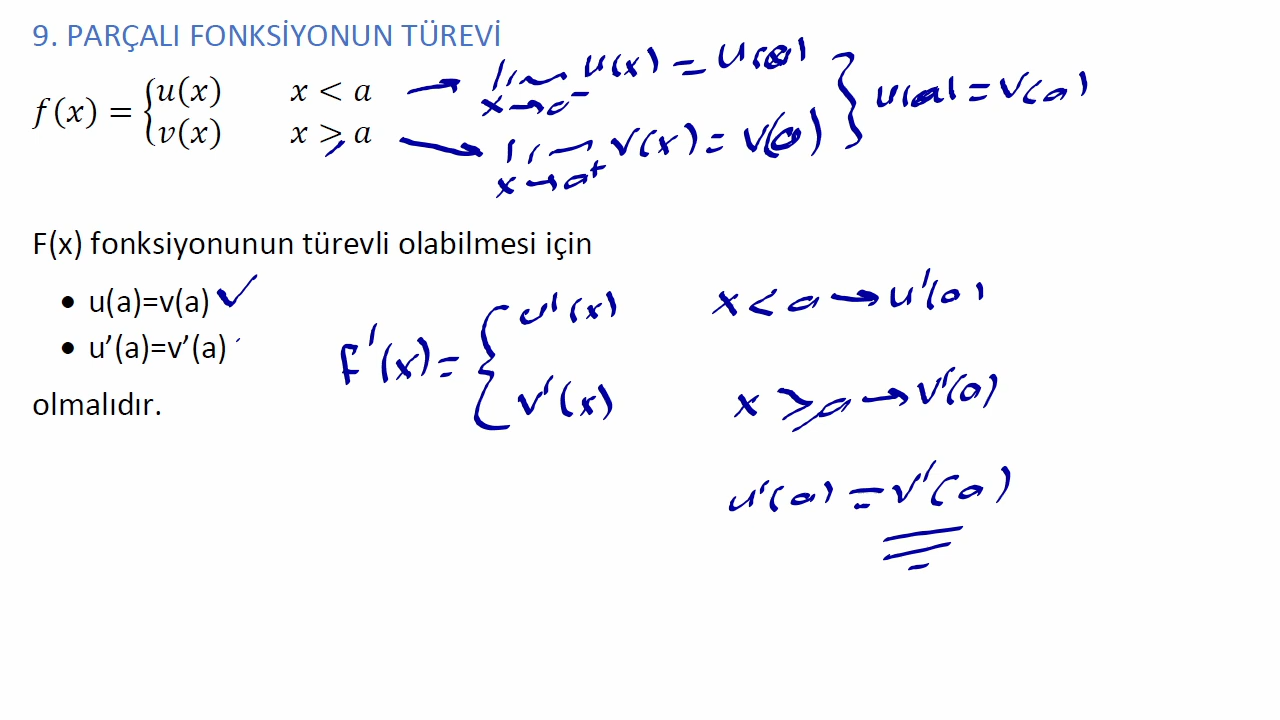 9. PARÇALI FONKSİYONUN TÜREVİ
f(x) = { u(x) x < a → lim x→a⁻ u(x) = u(a)
v(x) x ≥ a → lim x→a⁺ v(x) = v(a) } u(a) = v(a)
F(x) fonksiyonunun türevli olabilmesi için
• u(a)=v(a) ✓
• u’(a)=v’(a)
olmalıdır.
F'(x) = { u'(x) x < a → u'(a)
v'(x) x ≥ a → v'(a)
u'(a) = v'(a)